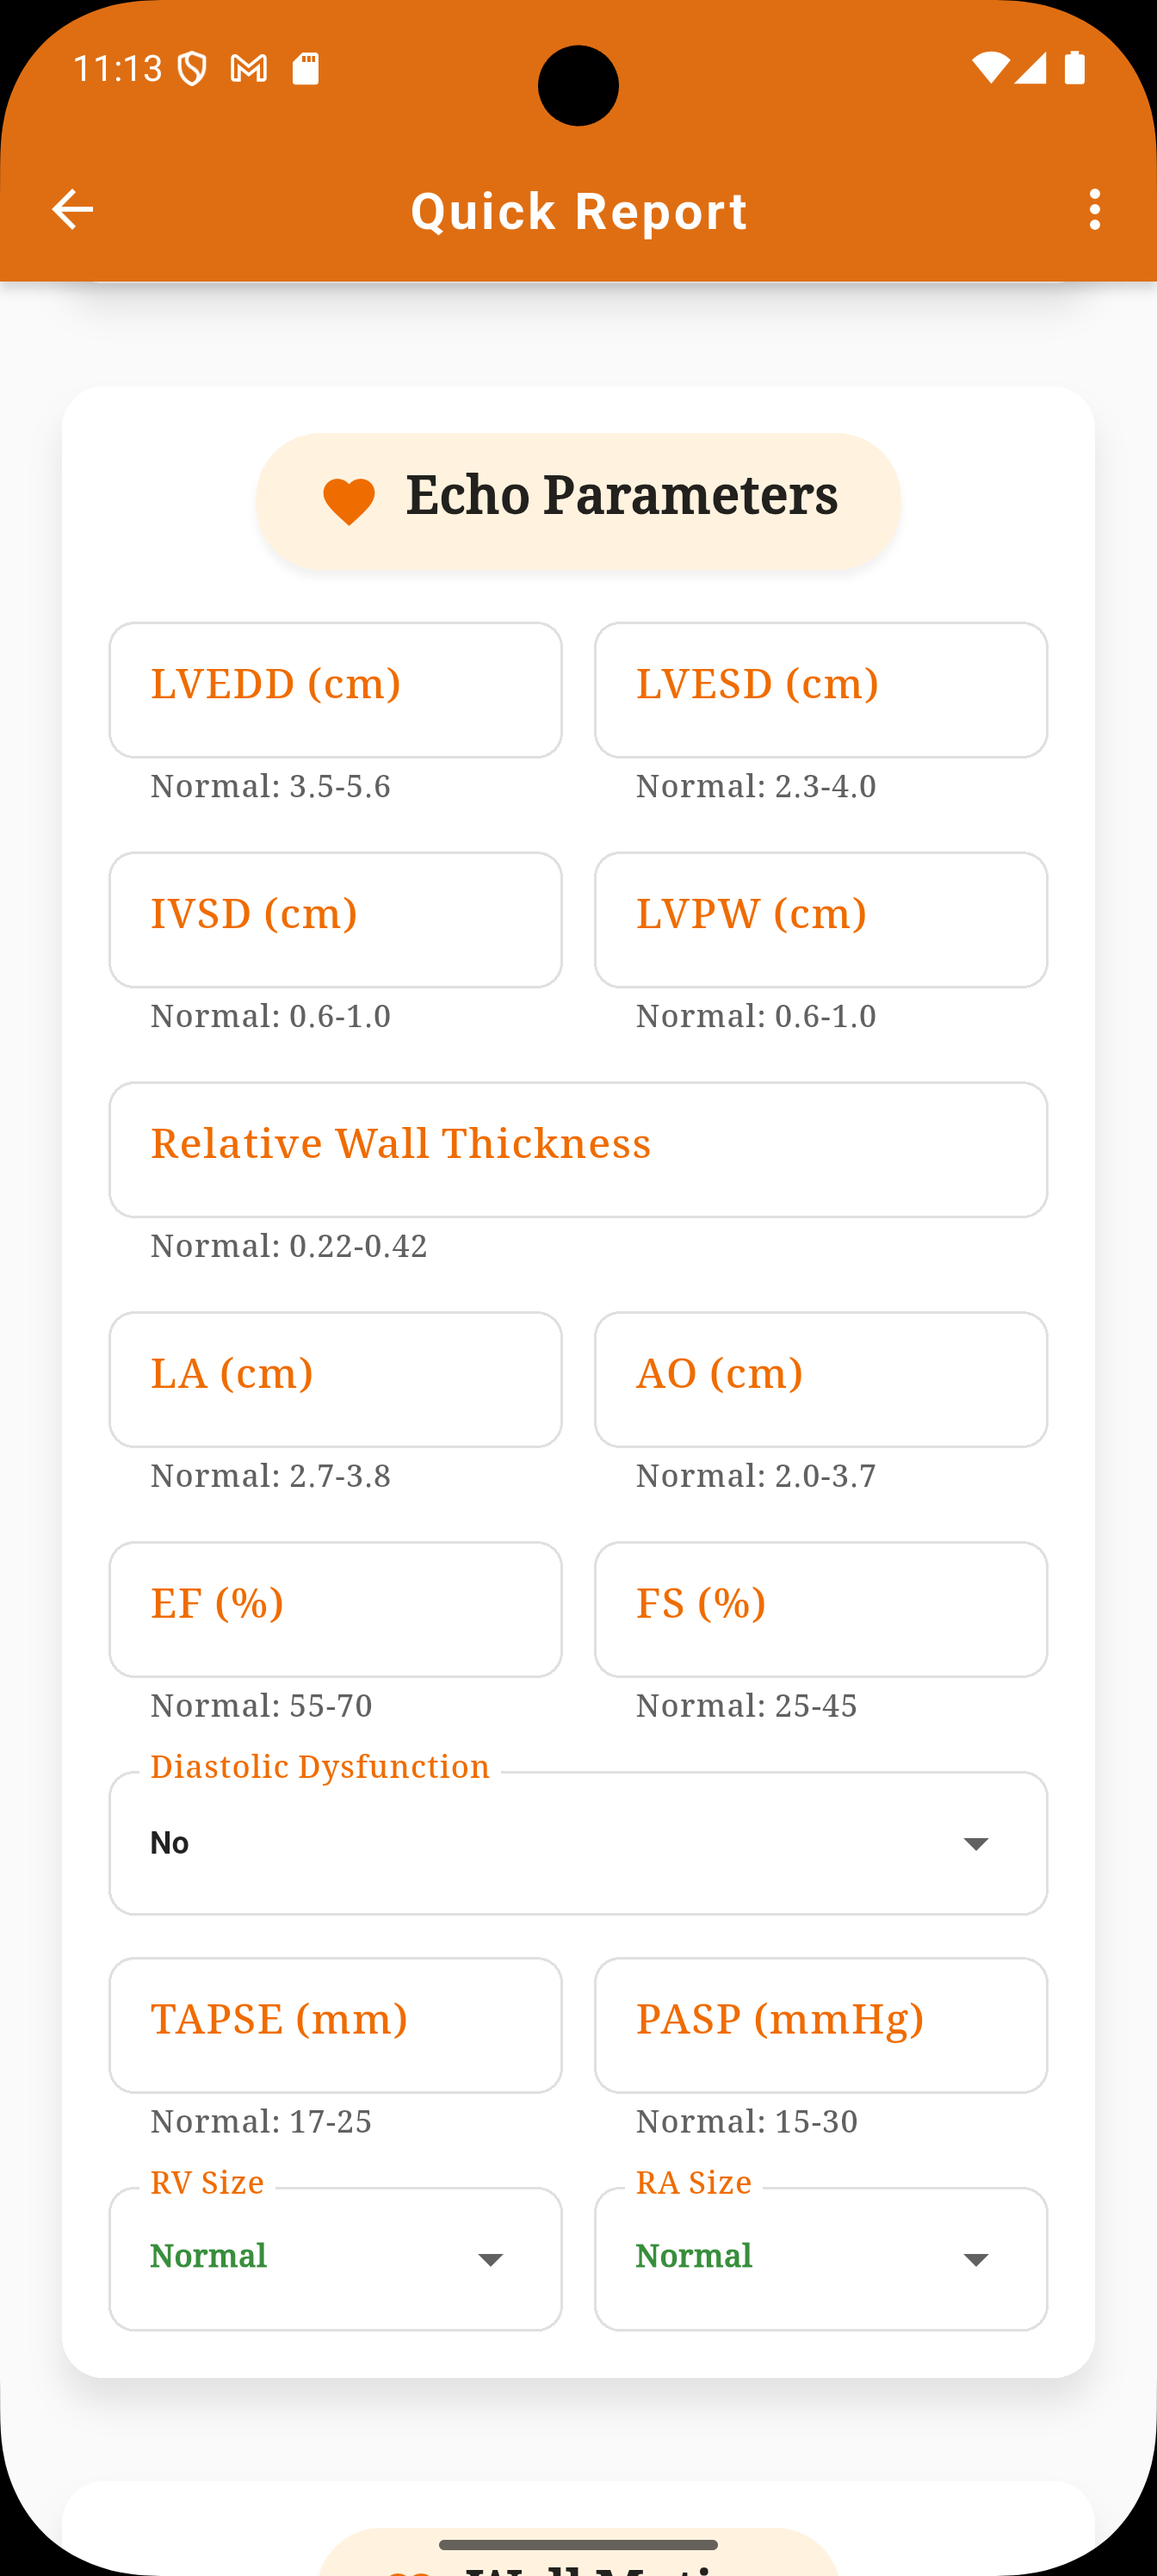 11:13
Quick Report
Echo Parameters
LVEDD (cm) LVESD (cm)
Normal: 3.5-5.6 Normal: 2.3-4.0
IVSD (cm) LVPW (cm)
Normal: 0.6-1.0 Normal: 0.6-1.0
Relative Wall Thickness
Normal: 0.22-0.42
LA (cm) AO (cm)
Normal: 2.7-3.8 Normal: 2.0-3.7
EF (%) FS (%)
Normal: 55-70 Normal: 25-45
Diastolic Dysfunction
No
TAPSE (mm) PASP (mmHg)
Normal: 17-25 Normal: 15-30
RV Size RA Size
Normal Normal